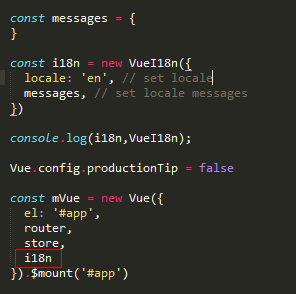 const messages = {
}
const i18n = new VueI18n({
locale: 'en', // set locale
messages, // set locale messages
})
console.log(i18n,VueI18n);
Vue.config.productionTip = false
const mVue = new Vue({
el: '#app',
router,
store,
i18n
}).$mount('#app')